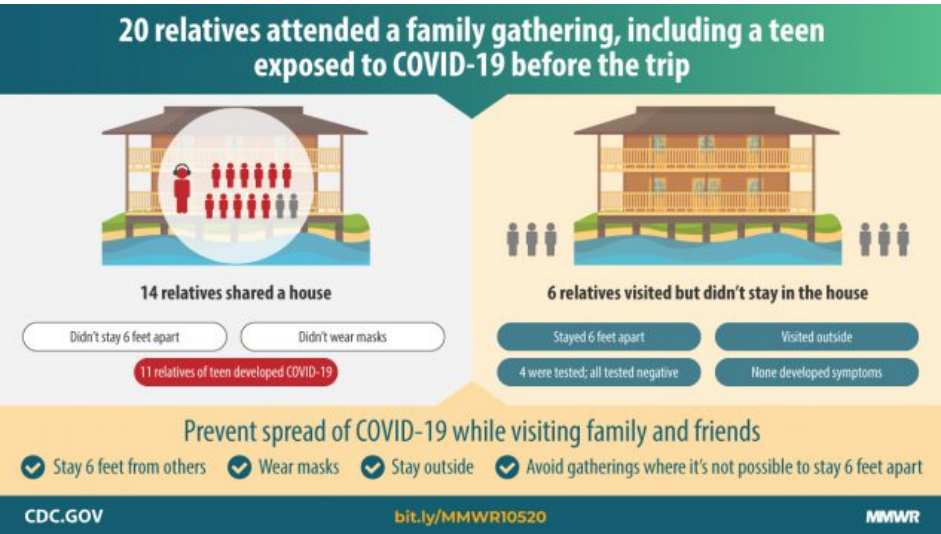 20 relatives attended a family gathering, including a teen
exposed to COVID-19 before the trip
14 relatives shared a house
Didn't stay 6 feet apart
Didn't wear masks
11 relatives of teen developed COVID-19
6 relatives visited but didn't stay in the house
Stayed 6 feet apart
Visited outside
4 were tested; all tested negative
None developed symptoms
Prevent spread of COVID-19 while visiting family and friends
Stay 6 feet from others
Wear masks
Stay outside
Avoid gatherings where it's not possible to stay 6 feet apart
CDC.GOV
bit.ly/MMWR10520
MMWR